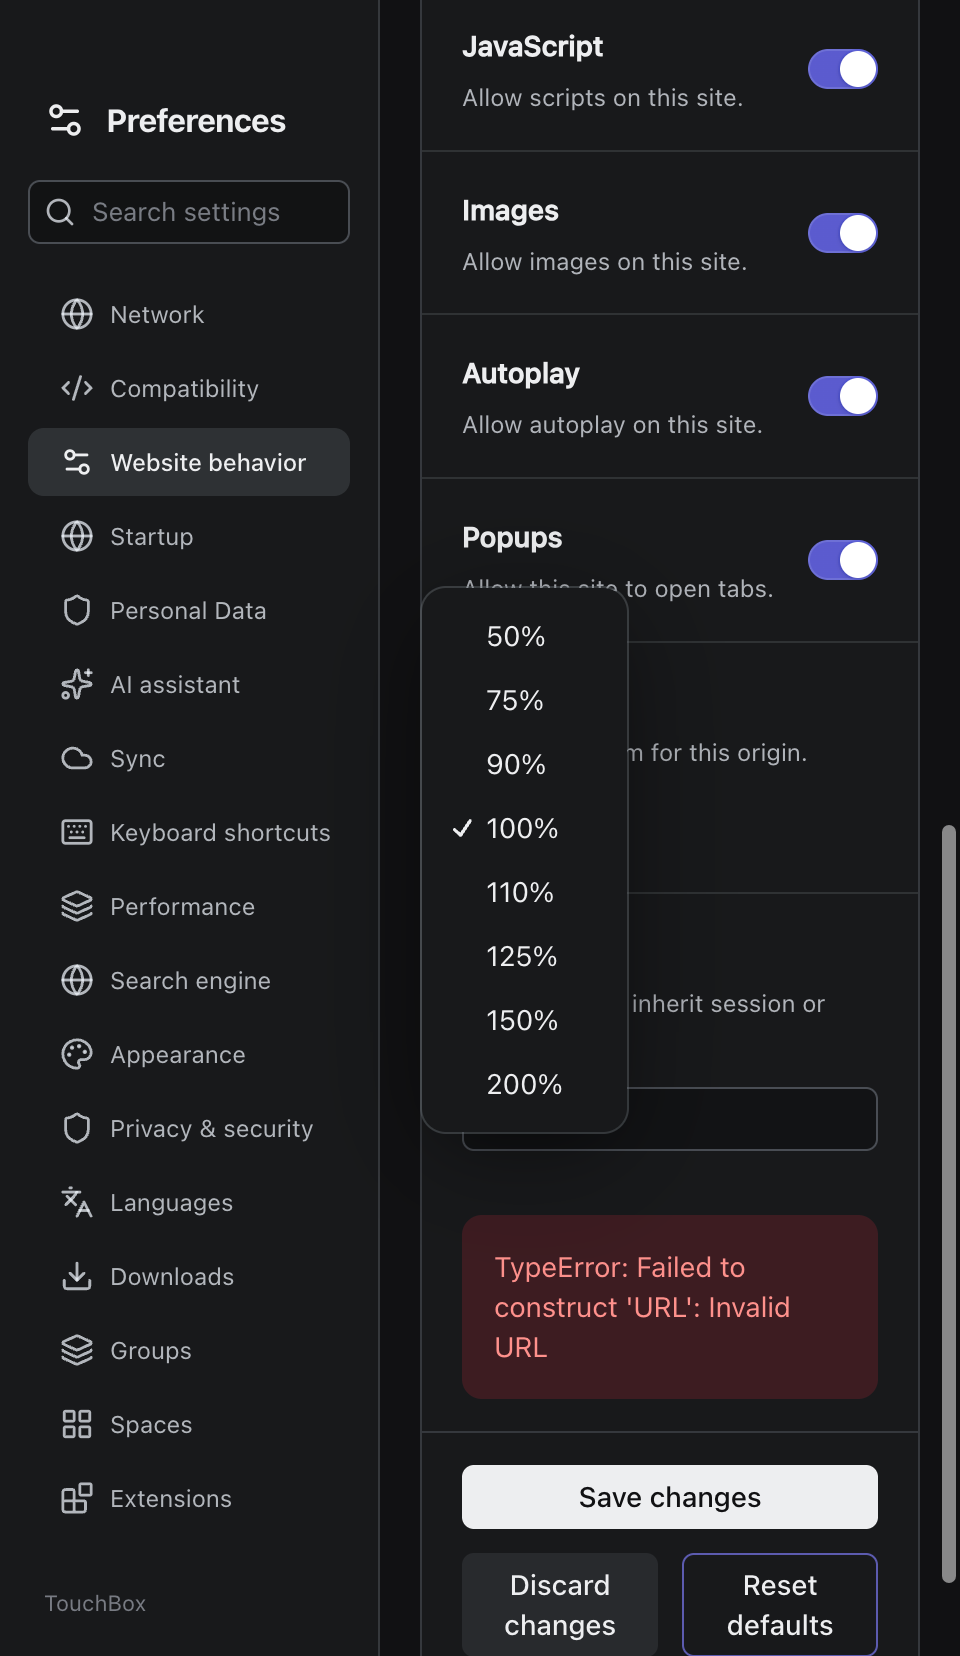 Preferences
Search settings
Network
Compatibility
Website behavior
Startup
Personal Data
AI assistant
Sync
Keyboard shortcuts
Performance
Search engine
Appearance
Privacy & security
Languages
Downloads
Groups
Spaces
Extensions
TouchBox
JavaScript
Allow scripts on this site.
Images
Allow images on this site.
Autoplay
Allow autoplay on this site.
Popups
Allow this site to open tabs.
50%
75%
90%
100%
110%
125%
150%
200%
for this origin.
inherit session or
TypeError: Failed to
construct 'URL': Invalid
URL
Save changes
Discard
changes
Reset
defaults